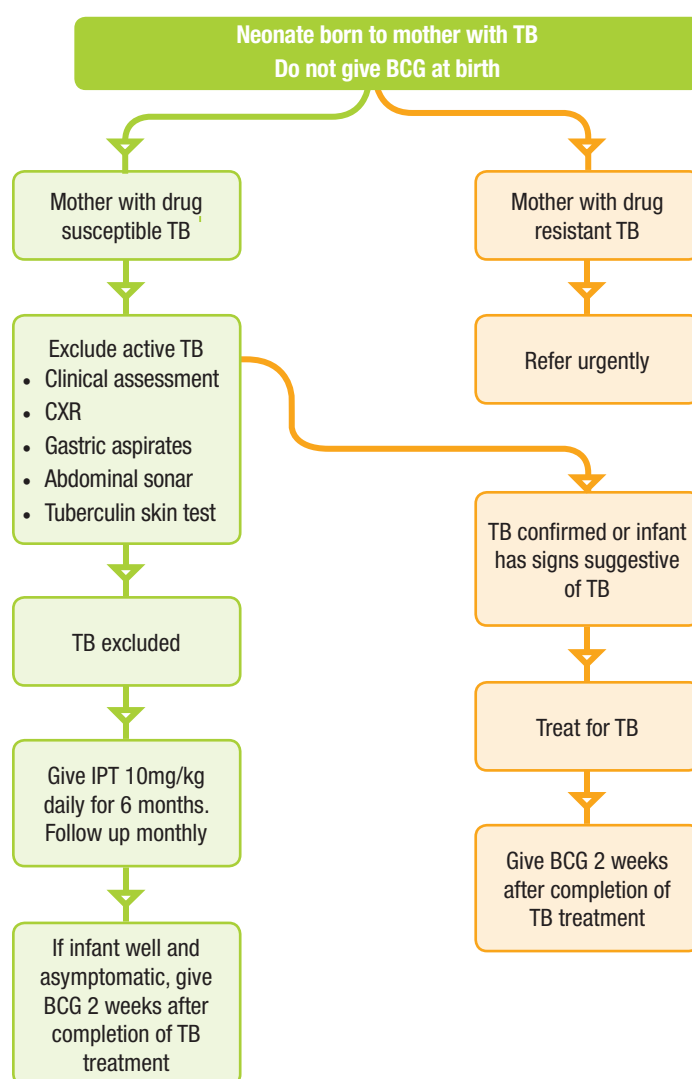 Neonate born to mother with TB
Do not give BCG at birth
Mother with drug
susceptible TB
Mother with drug
resistant TB
Exclude active TB
• Clinical assessment
• CXR
• Gastric aspirates
• Abdominal sonar
• Tuberculin skin test
Refer urgently
TB confirmed or infant
has signs suggestive
of TB
TB excluded
Treat for TB
Give IPT 10mg/kg
daily for 6 months.
Follow up monthly
Give BCG 2 weeks
after completion of
TB treatment
If infant well and
asymptomatic, give
BCG 2 weeks after
completion of TB
treatment